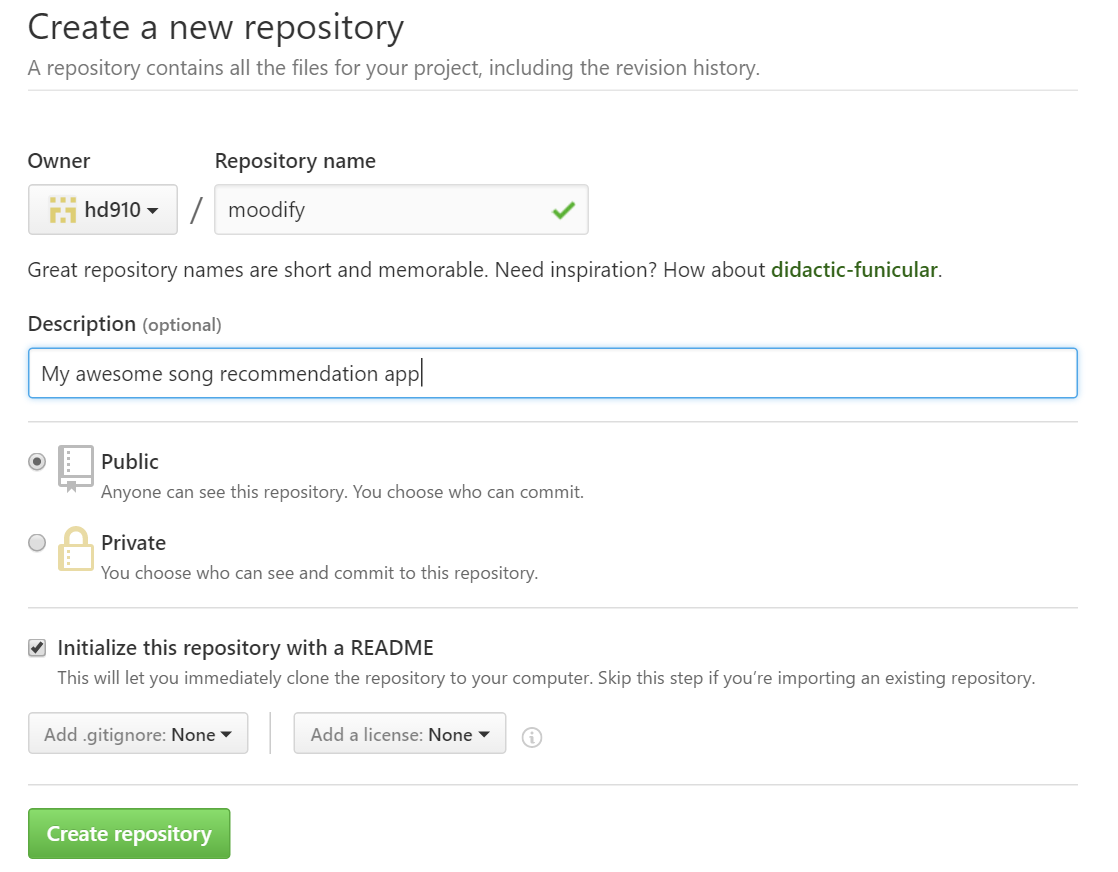 Create a new repository
A repository contains all the files for your project, including the revision history.
Owner
Repository name
hd910
/
moodify
Great repository names are short and memorable. Need inspiration? How about didactic-funicular.
Description (optional)
My awesome song recommendation app
Public
Anyone can see this repository. You choose who can commit.
Private
You choose who can see and commit to this repository.
Initialize this repository with a README
This will let you immediately clone the repository to your computer. Skip this step if you’re importing an existing repository.
Add .gitignore: None
Add a license: None
Create repository